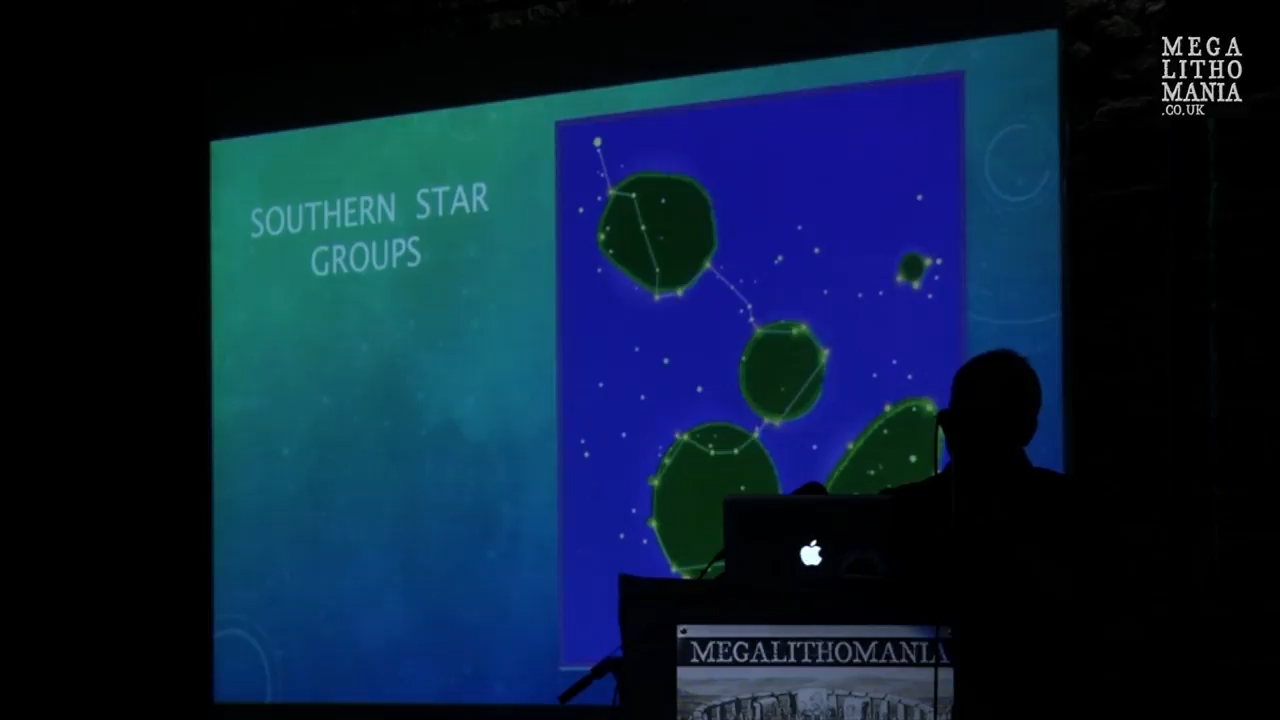 MEGA
LITHO
MANIA
.CO.UK
SOUTHERN STAR
GROUPS
MEGALITHOMANIA